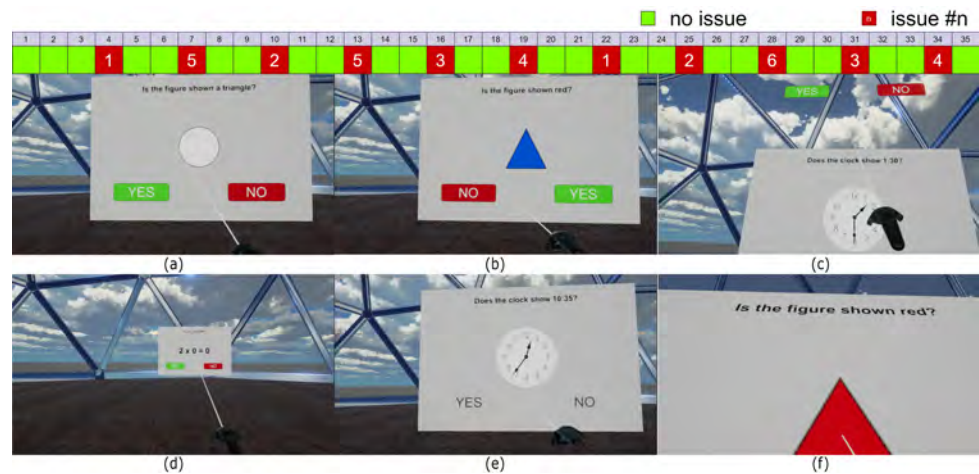 no issue
n issue #n
1 2 3 4 5 6 7 8 9 10 11 12 13 14 15 16 17 18 19 20 21 22 23 24 25 26 27 28 29 30 31 32 33 34 35
1 5 2 5 3 4 1 2 6 3 4
Is the figure shown a triangle?
YES NO
(a)
Is the figure shown red?
NO YES
(b)
YES NO
Does the clock show 1:30?
(c)
2 x 0 = 0
NO
(d)
Does the clock show 10:35?
YES NO
(e)
Is the figure shown red?
(f)